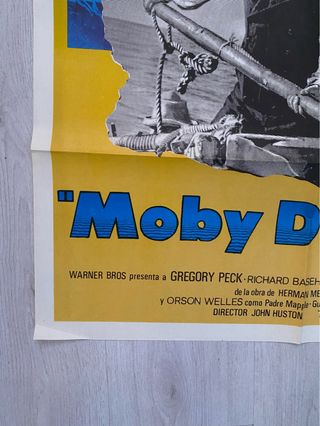 "Moby D
WARNER BROS presenta a GREGORY PECK · RICHARD BASEH
de la obra de HERMAN ME
y ORSON WELLES como Padre Mapple · Gu
DIRECTOR JOHN HUSTON